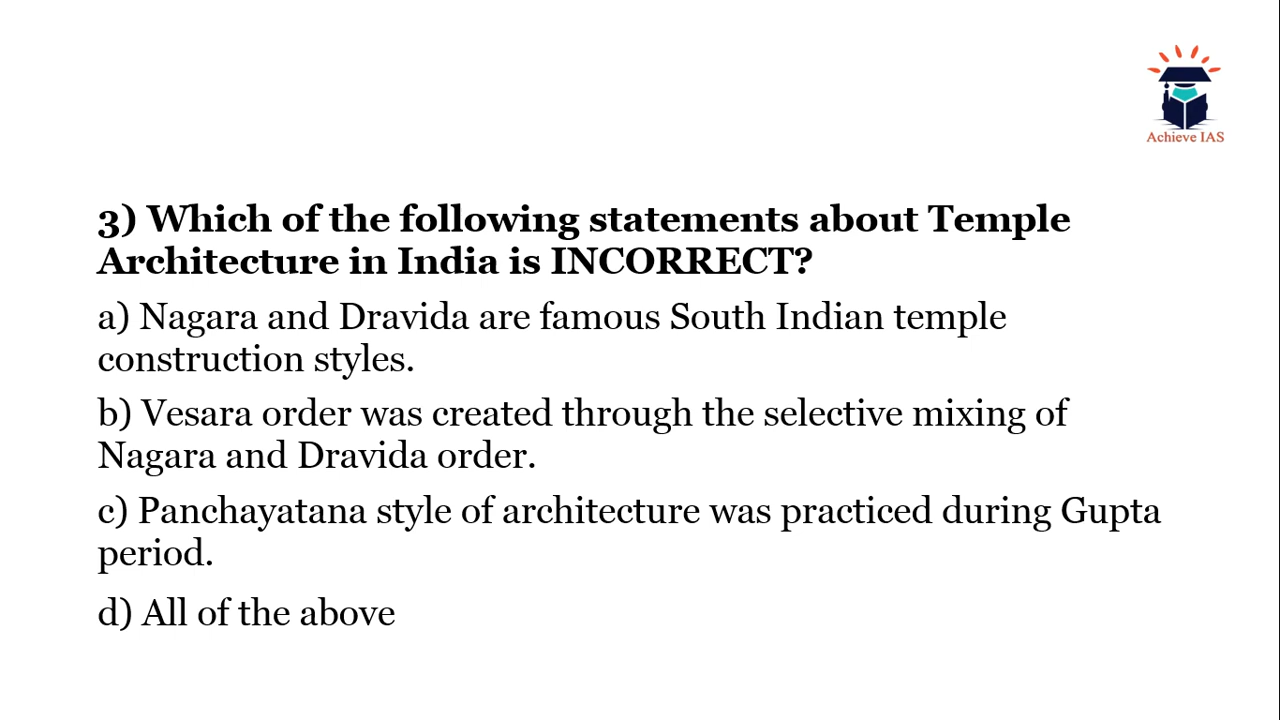 Achieve IAS
3) Which of the following statements about Temple
Architecture in India is INCORRECT?
a) Nagara and Dravida are famous South Indian temple
construction styles.
b) Vesara order was created through the selective mixing of
Nagara and Dravida order.
c) Panchayatana style of architecture was practiced during Gupta
period.
d) All of the above